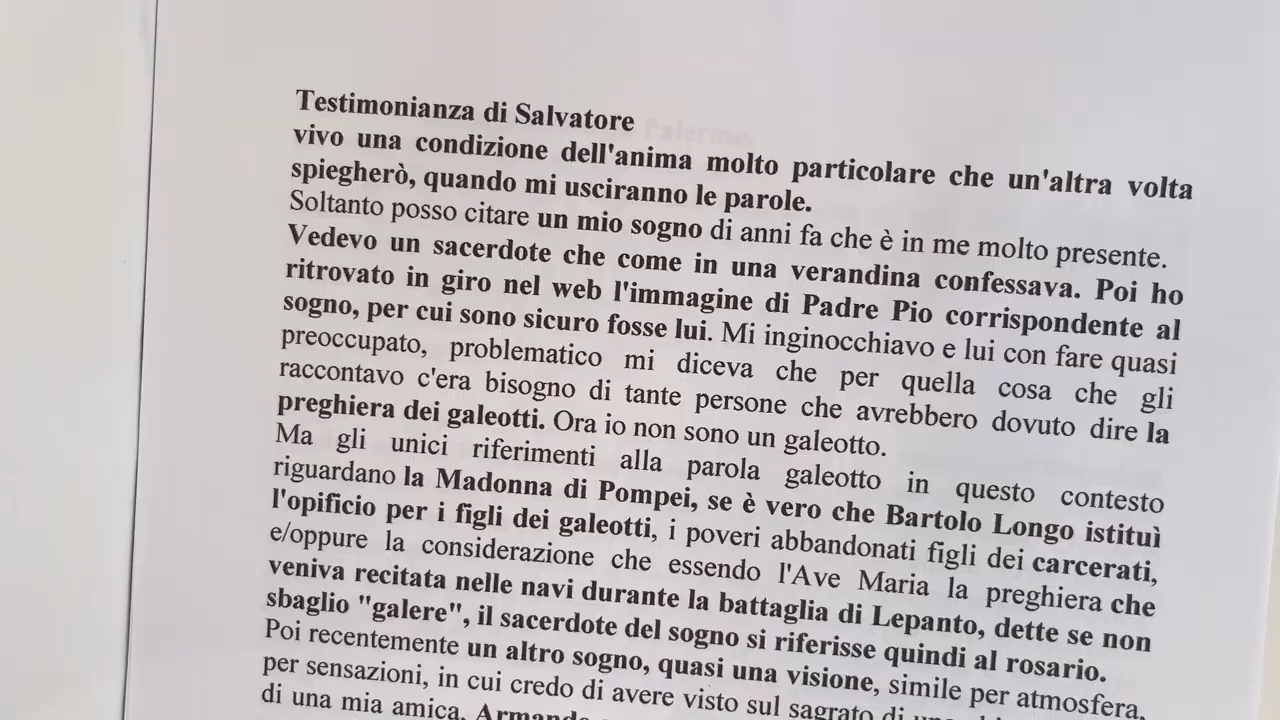 Testimonianza di Salvatore
vivo una condizione dell'anima molto particolare che un'altra volta
spiegherò, quando mi usciranno le parole.
Soltanto posso citare un mio sogno di anni fa che è in me molto presente.
Vedevo un sacerdote che come in una verandina confessava. Poi ho
ritrovato in giro nel web l'immagine di Padre Pio corrispondente al
sogno, per cui sono sicuro fosse lui. Mi inginocchiavo e lui con fare quasi
preoccupato, problematico mi diceva che per quella cosa che gli
raccontavo c'era bisogno di tante persone che avrebbero dovuto dire la
preghiera dei galeotti. Ora io non sono un galeotto.
Ma gli unici riferimenti alla parola galeotto in questo contesto
riguardano la Madonna di Pompei, se è vero che Bartolo Longo istituì
l'opificio per i figli dei galeotti, i poveri abbandonati figli dei carcerati,
e/oppure la considerazione che essendo l'Ave Maria la preghiera che
veniva recitata nelle navi durante la battaglia di Lepanto, dette se non
sbaglio "galere", il sacerdote del sogno si riferisse quindi al rosario.
Poi recentemente un altro sogno, quasi una visione, simile per atmosfera,
per sensazioni, in cui credo di avere visto sul sagrato di
di una mia amica,